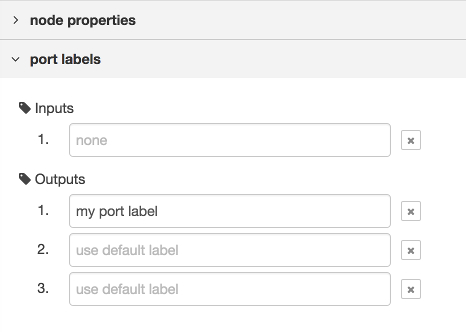 node properties
port labels
Inputs
1. none
Outputs
1. my port label
2. use default label
3. use default label